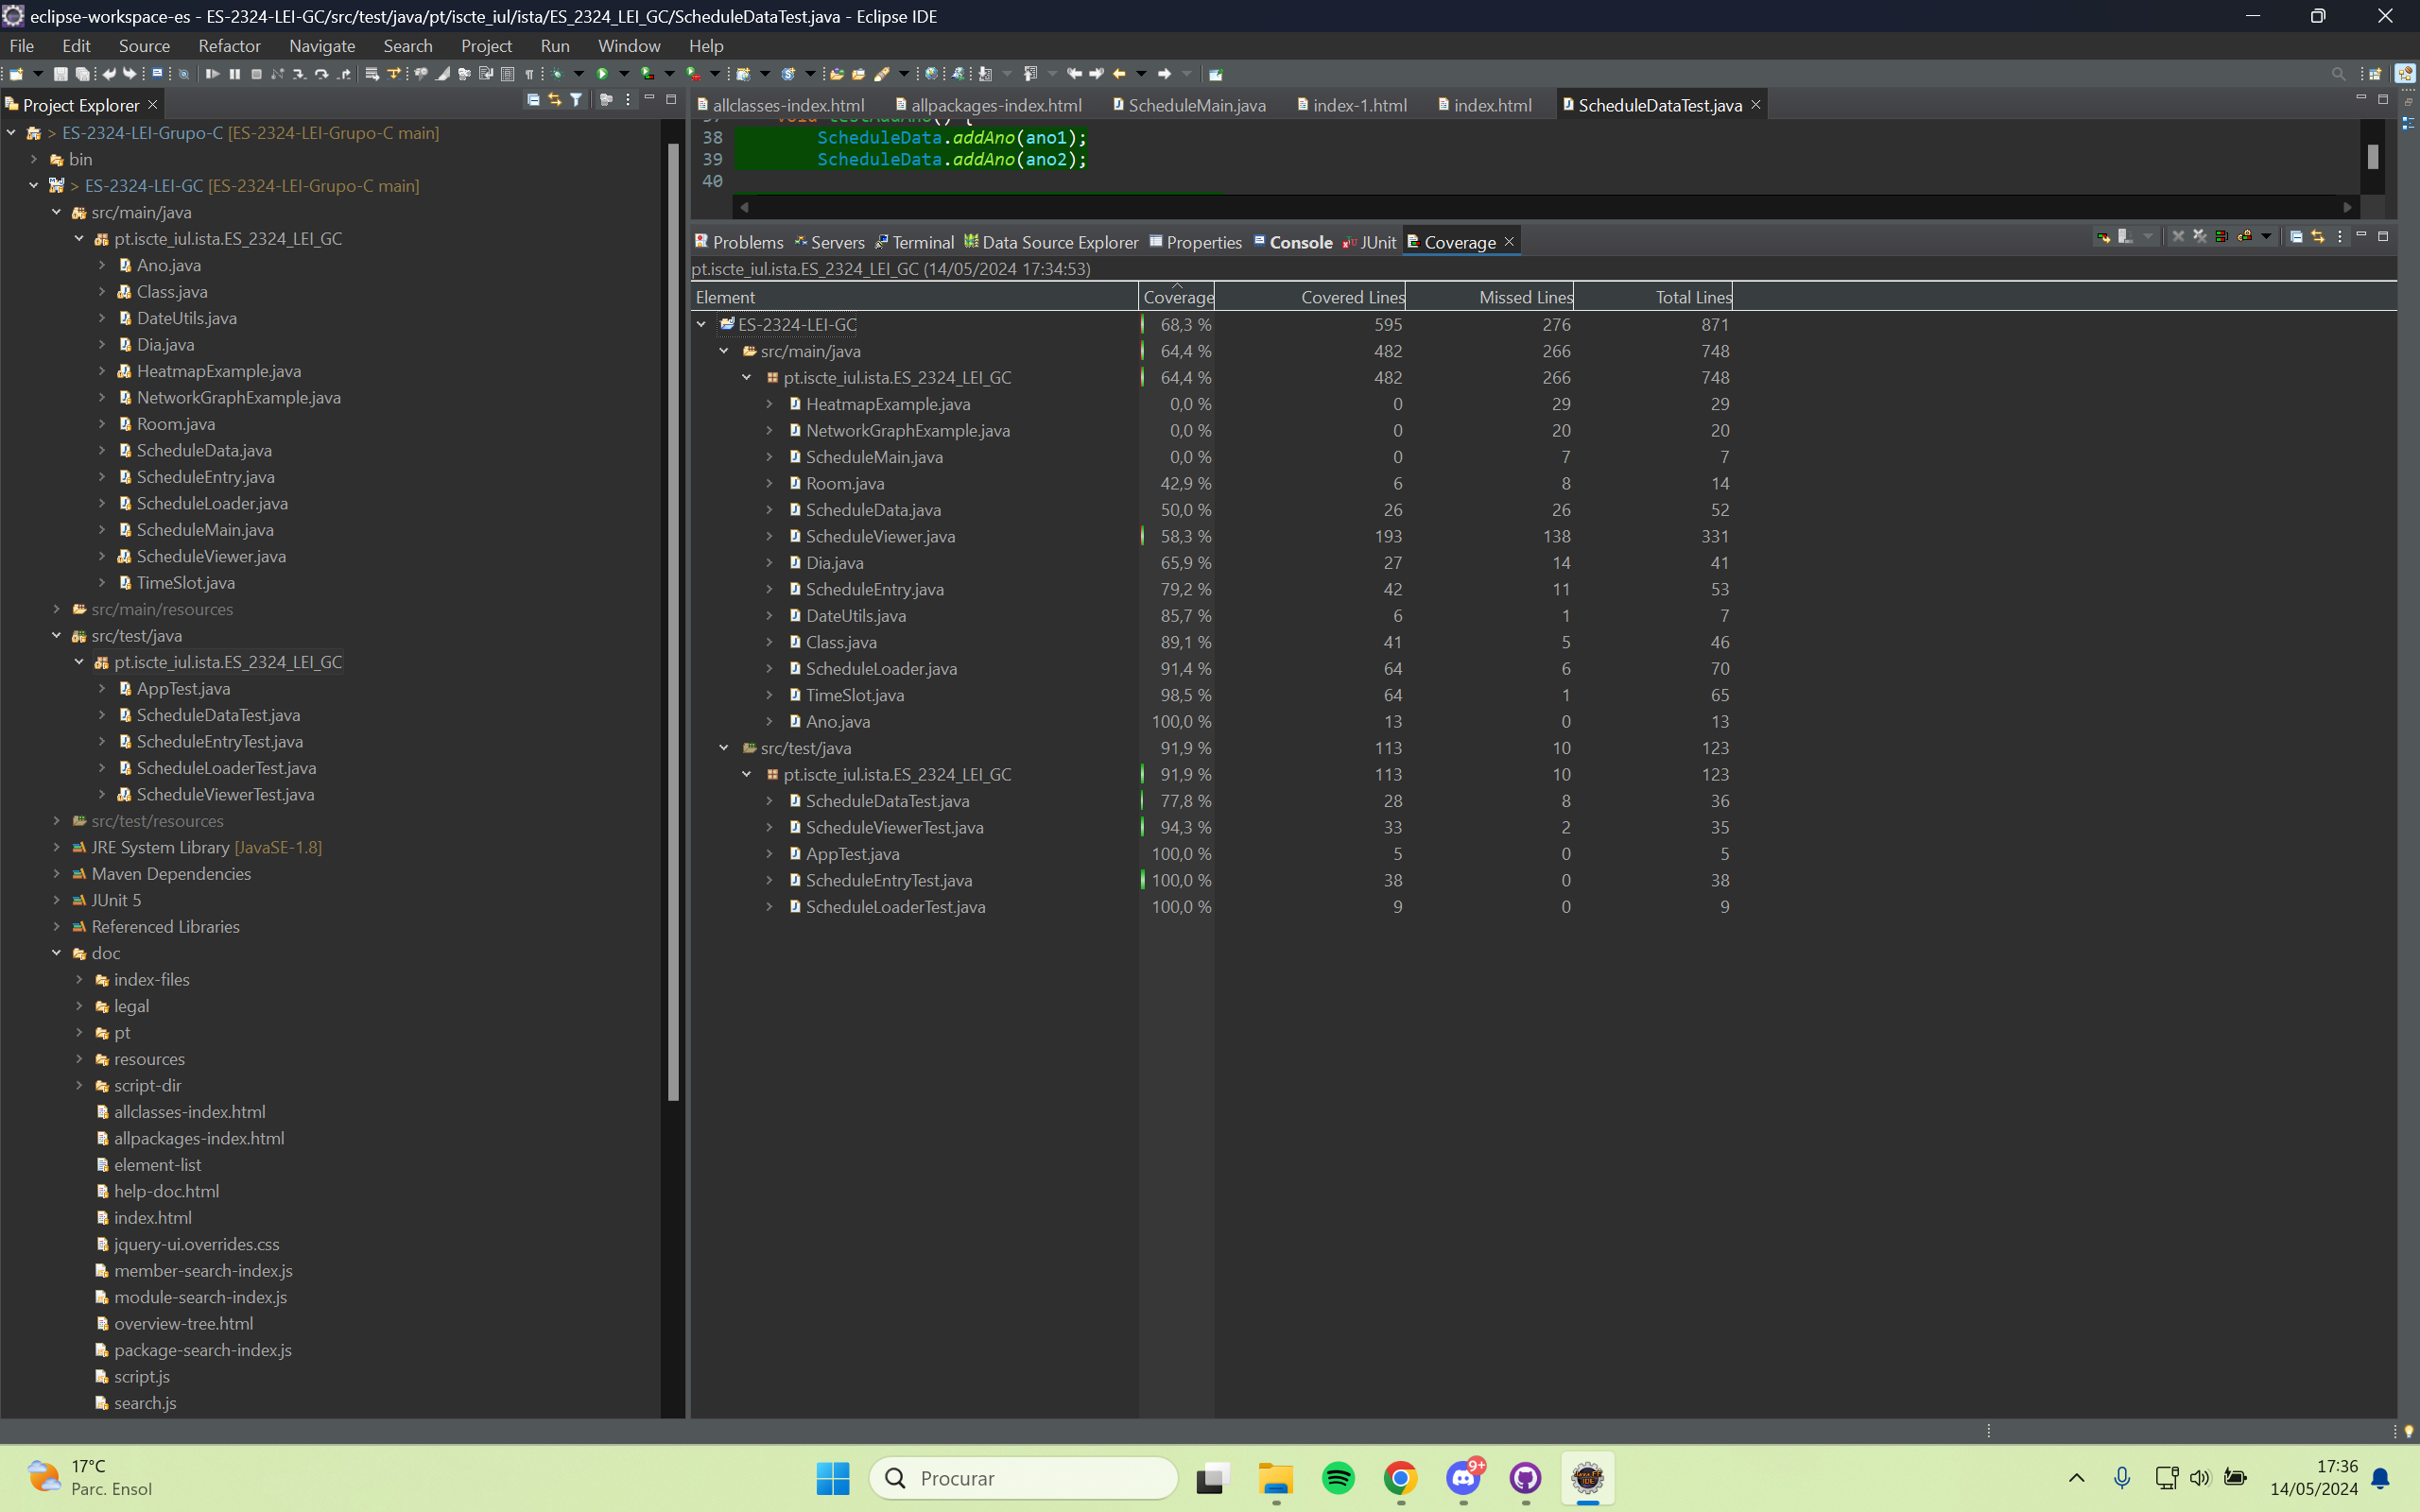 eclipse-workspace-es - ES-2324-LEI-GC/src/test/java/pt/iscte_iul/ista/ES_2324_LEI_GC/ScheduleDataTest.java - Eclipse IDE
File Edit Source Refactor Navigate Search Project Run Window Help
Project Explorer
> ES-2324-LEI-Grupo-C [ES-2324-LEI-Grupo-C main]
bin
> ES-2324-LEI-GC [ES-2324-LEI-Grupo-C main]
src/main/java
pt.iscte_iul.ista.ES_2324_LEI_GC
Ano.java
Class.java
DateUtils.java
Dia.java
HeatmapExample.java
NetworkGraphExample.java
Room.java
ScheduleData.java
ScheduleEntry.java
ScheduleLoader.java
ScheduleMain.java
ScheduleViewer.java
TimeSlot.java
src/main/resources
src/test/java
pt.iscte_iul.ista.ES_2324_LEI_GC
AppTest.java
ScheduleDataTest.java
ScheduleEntryTest.java
ScheduleLoaderTest.java
ScheduleViewerTest.java
src/test/resources
JRE System Library [JavaSE-1.8]
Maven Dependencies
JUnit 5
Referenced Libraries
doc
index-files
legal
pt
resources
script-dir
allclasses-index.html
allpackages-index.html
element-list
help-doc.html
index.html
jquery-ui.overrides.css
member-search-index.js
module-search-index.js
overview-tree.html
package-search-index.js
script.js
search.js
allclasses-index.html allpackages-index.html ScheduleMain.java index-1.html index.html ScheduleDataTest.java
37 void testAddAno() {
38 ScheduleData.addAno(ano1);
39 ScheduleData.addAno(ano2);
40
Problems Servers Terminal Data Source Explorer Properties Console JUnit Coverage
pt.iscte_iul.ista.ES_2324_LEI_GC (14/05/2024 17:34:53)
Element Coverage Covered Lines Missed Lines Total Lines
ES-2324-LEI-GC 68,3 % 595 276 871
src/main/java 64,4 % 482 266 748
pt.iscte_iul.ista.ES_2324_LEI_GC 64,4 % 482 266 748
HeatmapExample.java 0,0 % 0 29 29
NetworkGraphExample.java 0,0 % 0 20 20
ScheduleMain.java 0,0 % 0 7 7
Room.java 42,9 % 6 8 14
ScheduleData.java 50,0 % 26 26 52
ScheduleViewer.java 58,3 % 193 138 331
Dia.java 65,9 % 27 14 41
ScheduleEntry.java 79,2 % 42 11 53
DateUtils.java 85,7 % 6 1 7
Class.java 89,1 % 41 5 46
ScheduleLoader.java 91,4 % 64 6 70
TimeSlot.java 98,5 % 64 1 65
Ano.java 100,0 % 13 0 13
src/test/java 91,9 % 113 10 123
pt.iscte_iul.ista.ES_2324_LEI_GC 91,9 % 113 10 123
ScheduleDataTest.java 77,8 % 28 8 36
ScheduleViewerTest.java 94,3 % 33 2 35
AppTest.java 100,0 % 5 0 5
ScheduleEntryTest.java 100,0 % 38 0 38
ScheduleLoaderTest.java 100,0 % 9 0 9
17°C
Parc. Ensol
Procurar
9+
17:36
14/05/2024